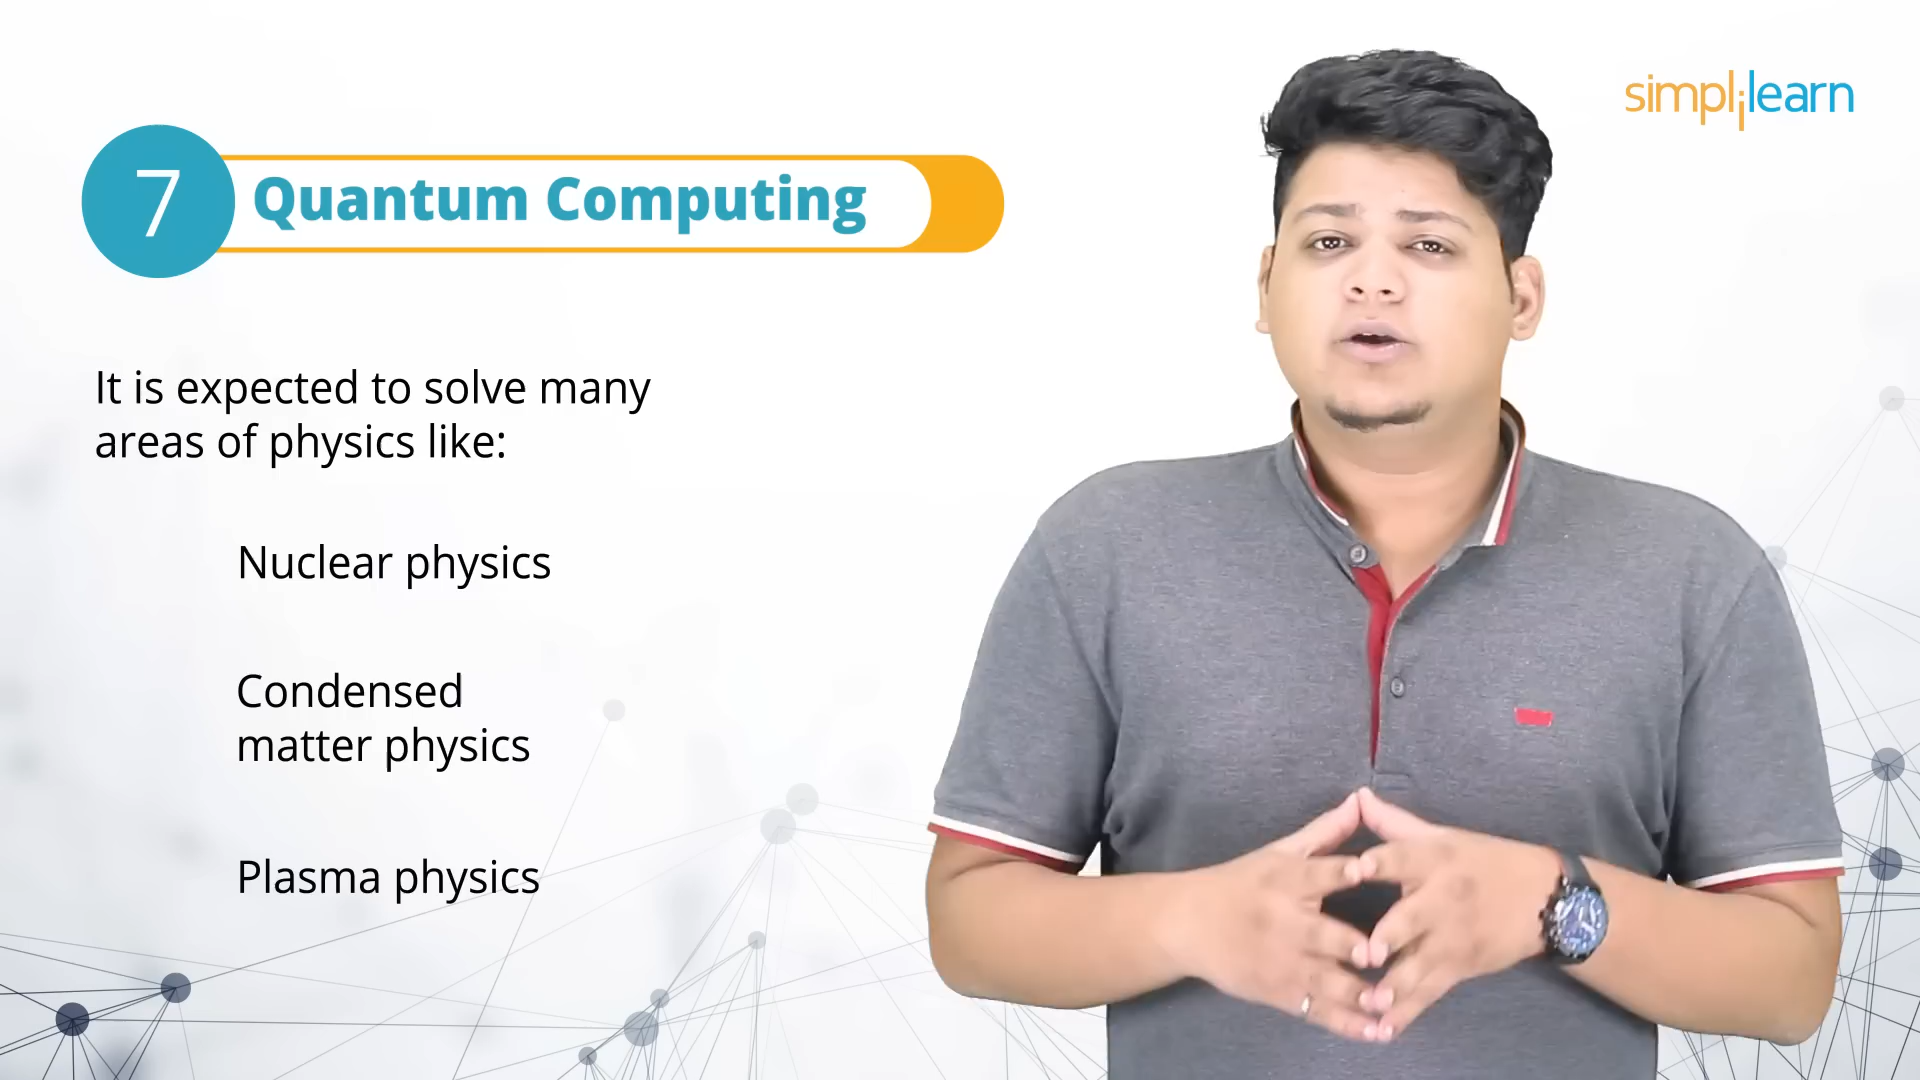 simplilearn
7 Quantum Computing
It is expected to solve many
areas of physics like:
Nuclear physics
Condensed
matter physics
Plasma physics